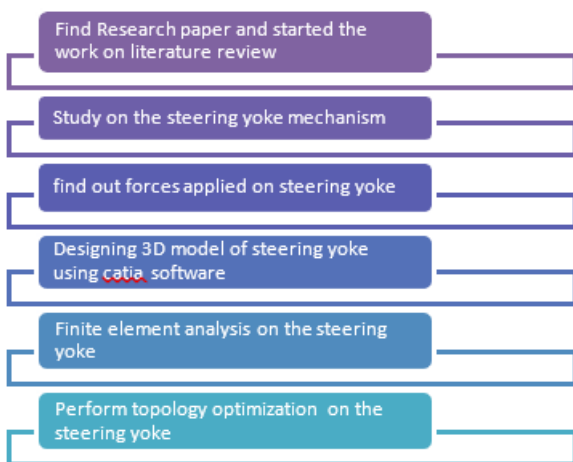 Find Research paper and started the
work on literature review
Study on the steering yoke mechanism
find out forces applied on steering yoke
Designing 3D model of steering yoke
using catia software
Finite element analysis on the steering
yoke
Perform topology optimization on the
steering yoke